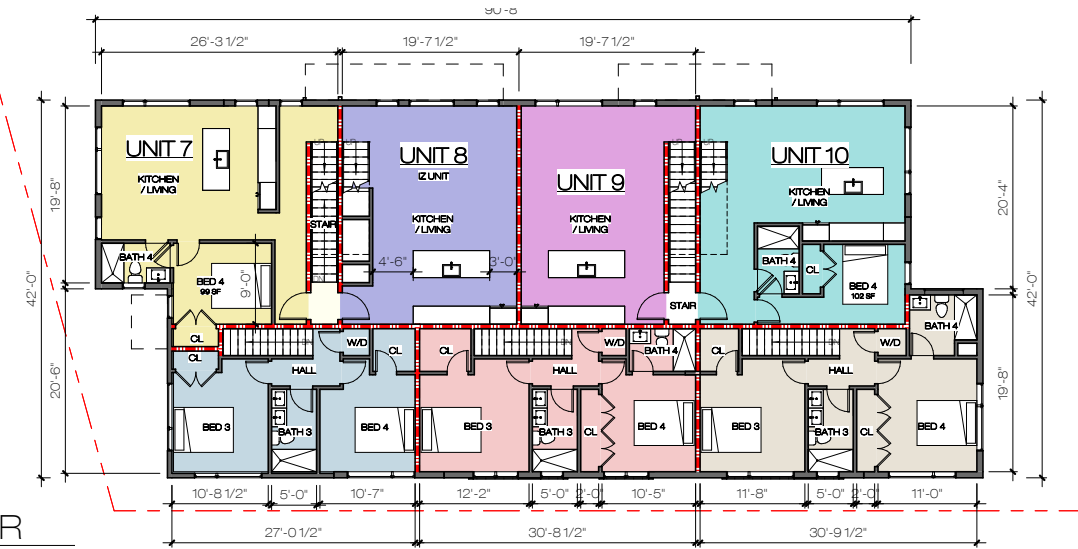 90'-8
26'-3 1/2"
19'-7 1/2"
19'-7 1/2"
UNIT 7
KITCHEN
/ LIVING
UNIT 8
IZ UNIT
KITCHEN
/ LIVING
UNIT 9
KITCHEN
/ LIVING
UNIT 10
KITCHEN
/ LIVING
19'-8"
42'-0"
20'-6"
20'-4"
42'-0"
19'-8"
STAIR
BATH 4
BED 4
99 SF
9'-0"
4'-6"
3'-0"
STAIR
BATH 4
CL
BED 4
102 SF
CL
CL
W/D
CL
HALL
BED 3
BATH 3
BED 4
CL
W/D
BATH 4
HALL
BED 3
BATH 3
CL
BED 4
CL
W/D
BATH 4
HALL
BED 3
BATH 3
CL
BED 4
10'-8 1/2"
5'-0"
10'-7"
12'-2"
5'-0"
2'-0"
10'-5"
11'-8"
5'-0"
2'-0"
11'-0"
27'-0 1/2"
30'-8 1/2"
30'-9 1/2"
R